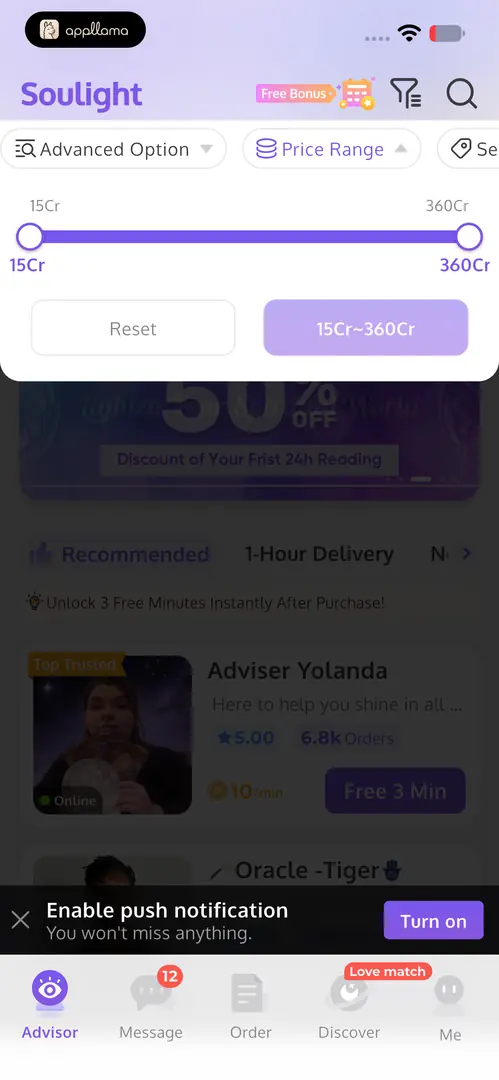 appllama
Soulight
Free Bonus
Advanced Option
Price Range
Se
15Cr
360Cr
15Cr
360Cr
Reset
15Cr~360Cr
50%
OFF
Discount of Your Frist 24h Reading
Recommended
1-Hour Delivery
N
Unlock 3 Free Minutes Instantly After Purchase!
Top Trusted
Adviser Yolanda
Here to help you shine in all ...
5.00
6.8k Orders
Online
10/min
Free 3 Min
Oracle -Tiger
Enable push notification
You won't miss anything.
Turn on
12
Love match
Advisor
Message
Order
Discover
Me